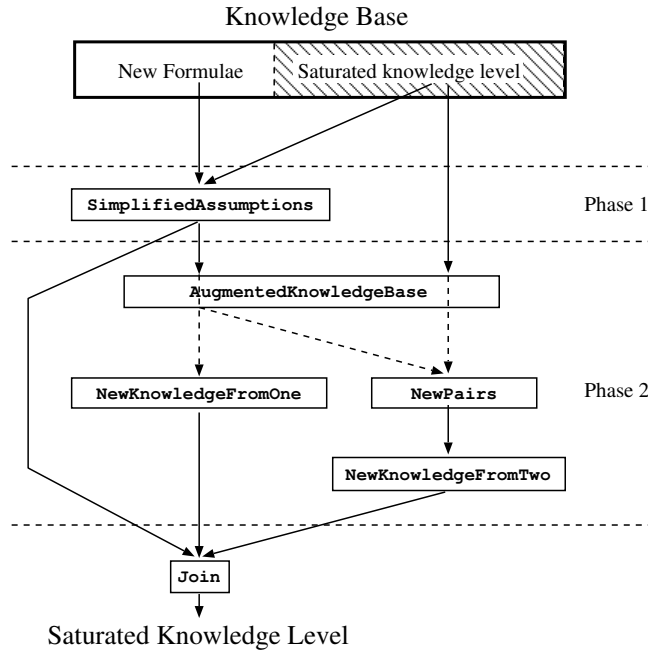 Knowledge Base
New Formulae
Saturated knowledge level
SimplifiedAssumptions
Phase 1
AugmentedKnowledgeBase
NewKnowledgeFromOne
NewPairs
Phase 2
NewKnowledgeFromTwo
Join
Saturated Knowledge Level